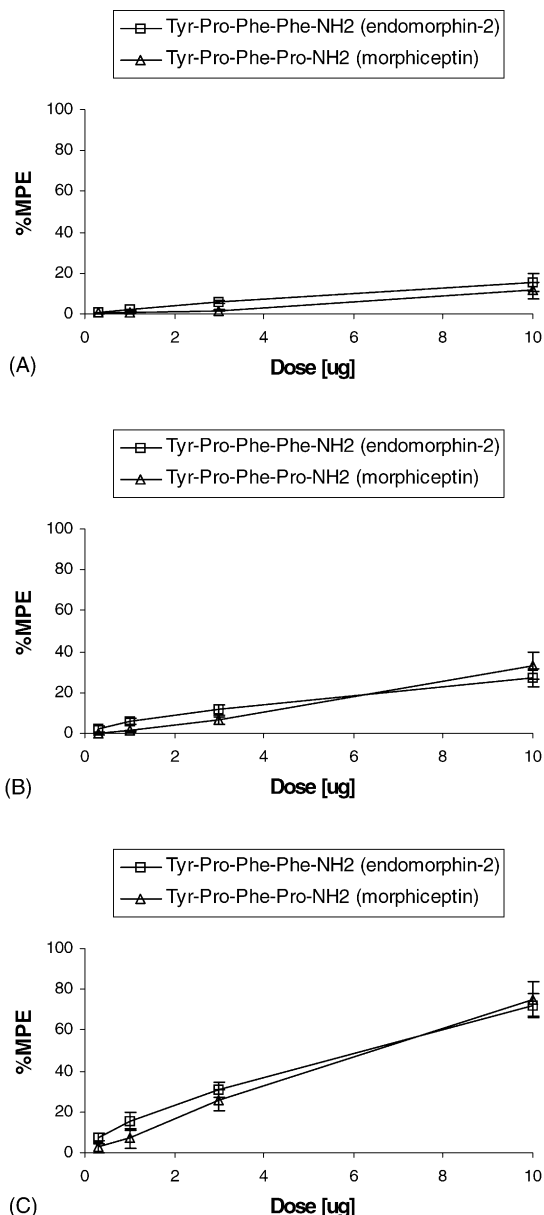 Tyr-Pro-Phe-Phe-NH2 (endomorphin-2)
Tyr-Pro-Phe-Pro-NH2 (morphiceptin)
100
80
60
40
20
0
%MPE
0 2 4 6 8 10
(A)
Dose [ug]
Tyr-Pro-Phe-Phe-NH2 (endomorphin-2)
Tyr-Pro-Phe-Pro-NH2 (morphiceptin)
100
80
60
40
20
0
%MPE
0 2 4 6 8 10
(B)
Dose [ug]
Tyr-Pro-Phe-Phe-NH2 (endomorphin-2)
Tyr-Pro-Phe-Pro-NH2 (morphiceptin)
100
80
60
40
20
0
%MPE
0 2 4 6 8 10
(C)
Dose [ug]